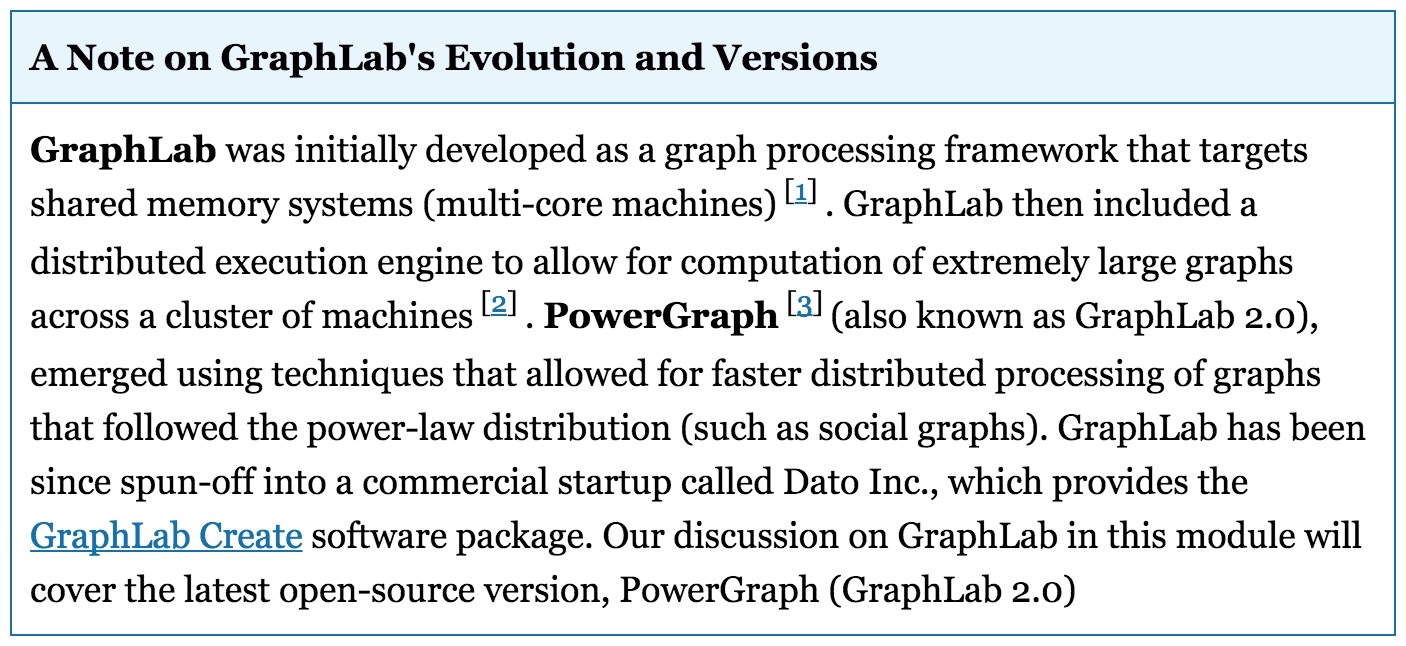 A Note on GraphLab's Evolution and Versions
GraphLab was initially developed as a graph processing framework that targets
shared memory systems (multi-core machines) [1] . GraphLab then included a
distributed execution engine to allow for computation of extremely large graphs
across a cluster of machines [2] . PowerGraph [3] (also known as GraphLab 2.0),
emerged using techniques that allowed for faster distributed processing of graphs
that followed the power-law distribution (such as social graphs). GraphLab has been
since spun-off into a commercial startup called Dato Inc., which provides the
GraphLab Create software package. Our discussion on GraphLab in this module will
cover the latest open-source version, PowerGraph (GraphLab 2.0)